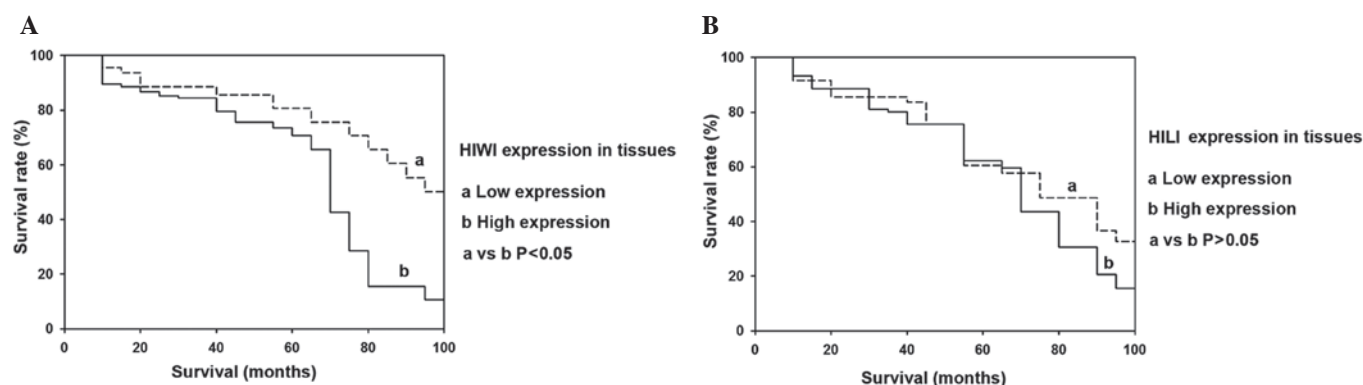 A
100
80
60
40
20
0
Survival rate (%)
0 20 40 60 80 100
Survival (months)
a
b
HIWI expression in tissues
a Low expression
b High expression
a vs b P<0.05
B
100
80
60
40
20
0
Survival rate (%)
0 20 40 60 80 100
Survival (months)
a
b
HILI expression in tissues
a Low expression
b High expression
a vs b P>0.05